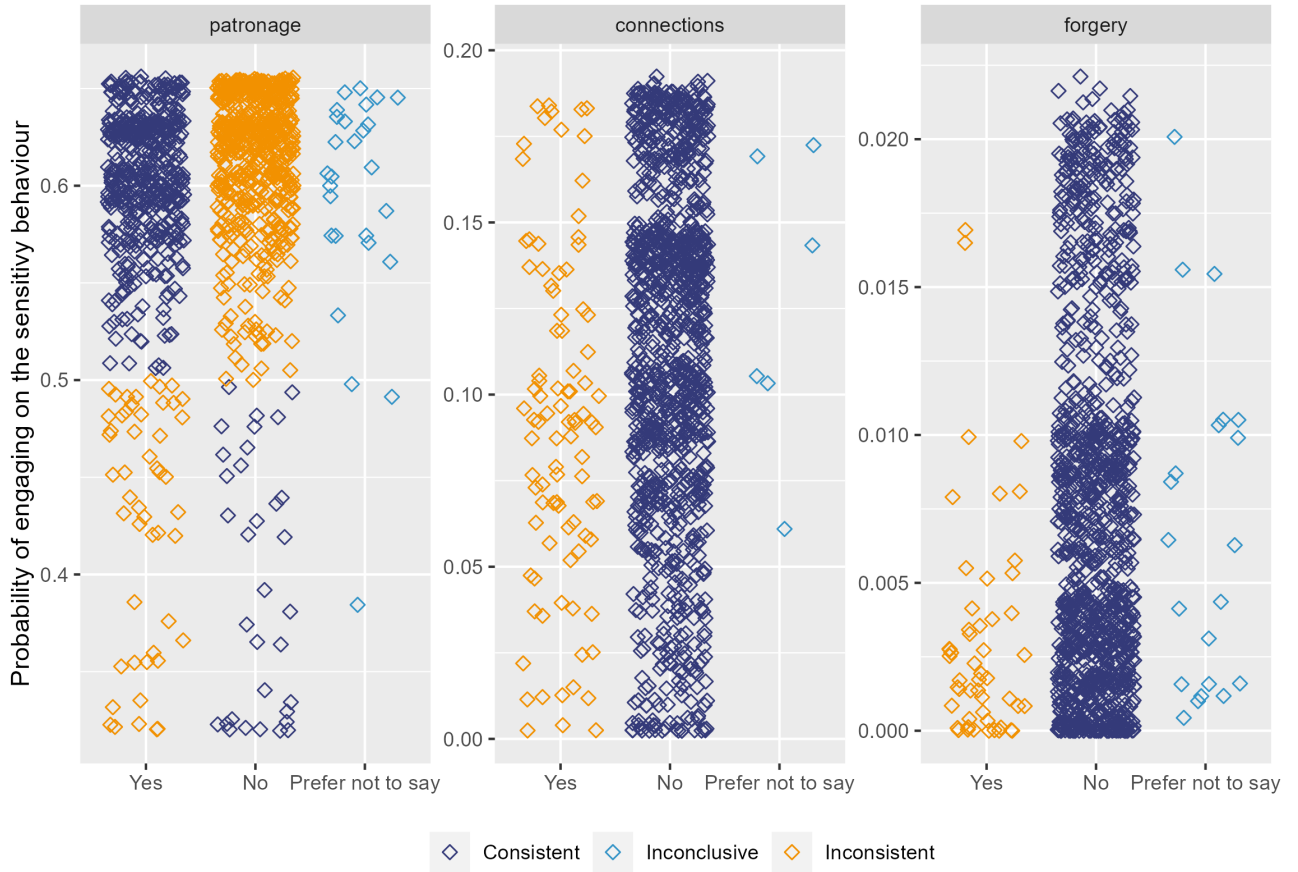 patronage
connections
forgery
Probability of engaging on the sensitivy behaviour
0.6
0.5
0.4
0.20
0.15
0.10
0.05
0.00
0.020
0.015
0.010
0.005
0.000
Yes No Prefer not to say
Yes No Prefer not to say
Yes No Prefer not to say
Consistent Inconclusive Inconsistent